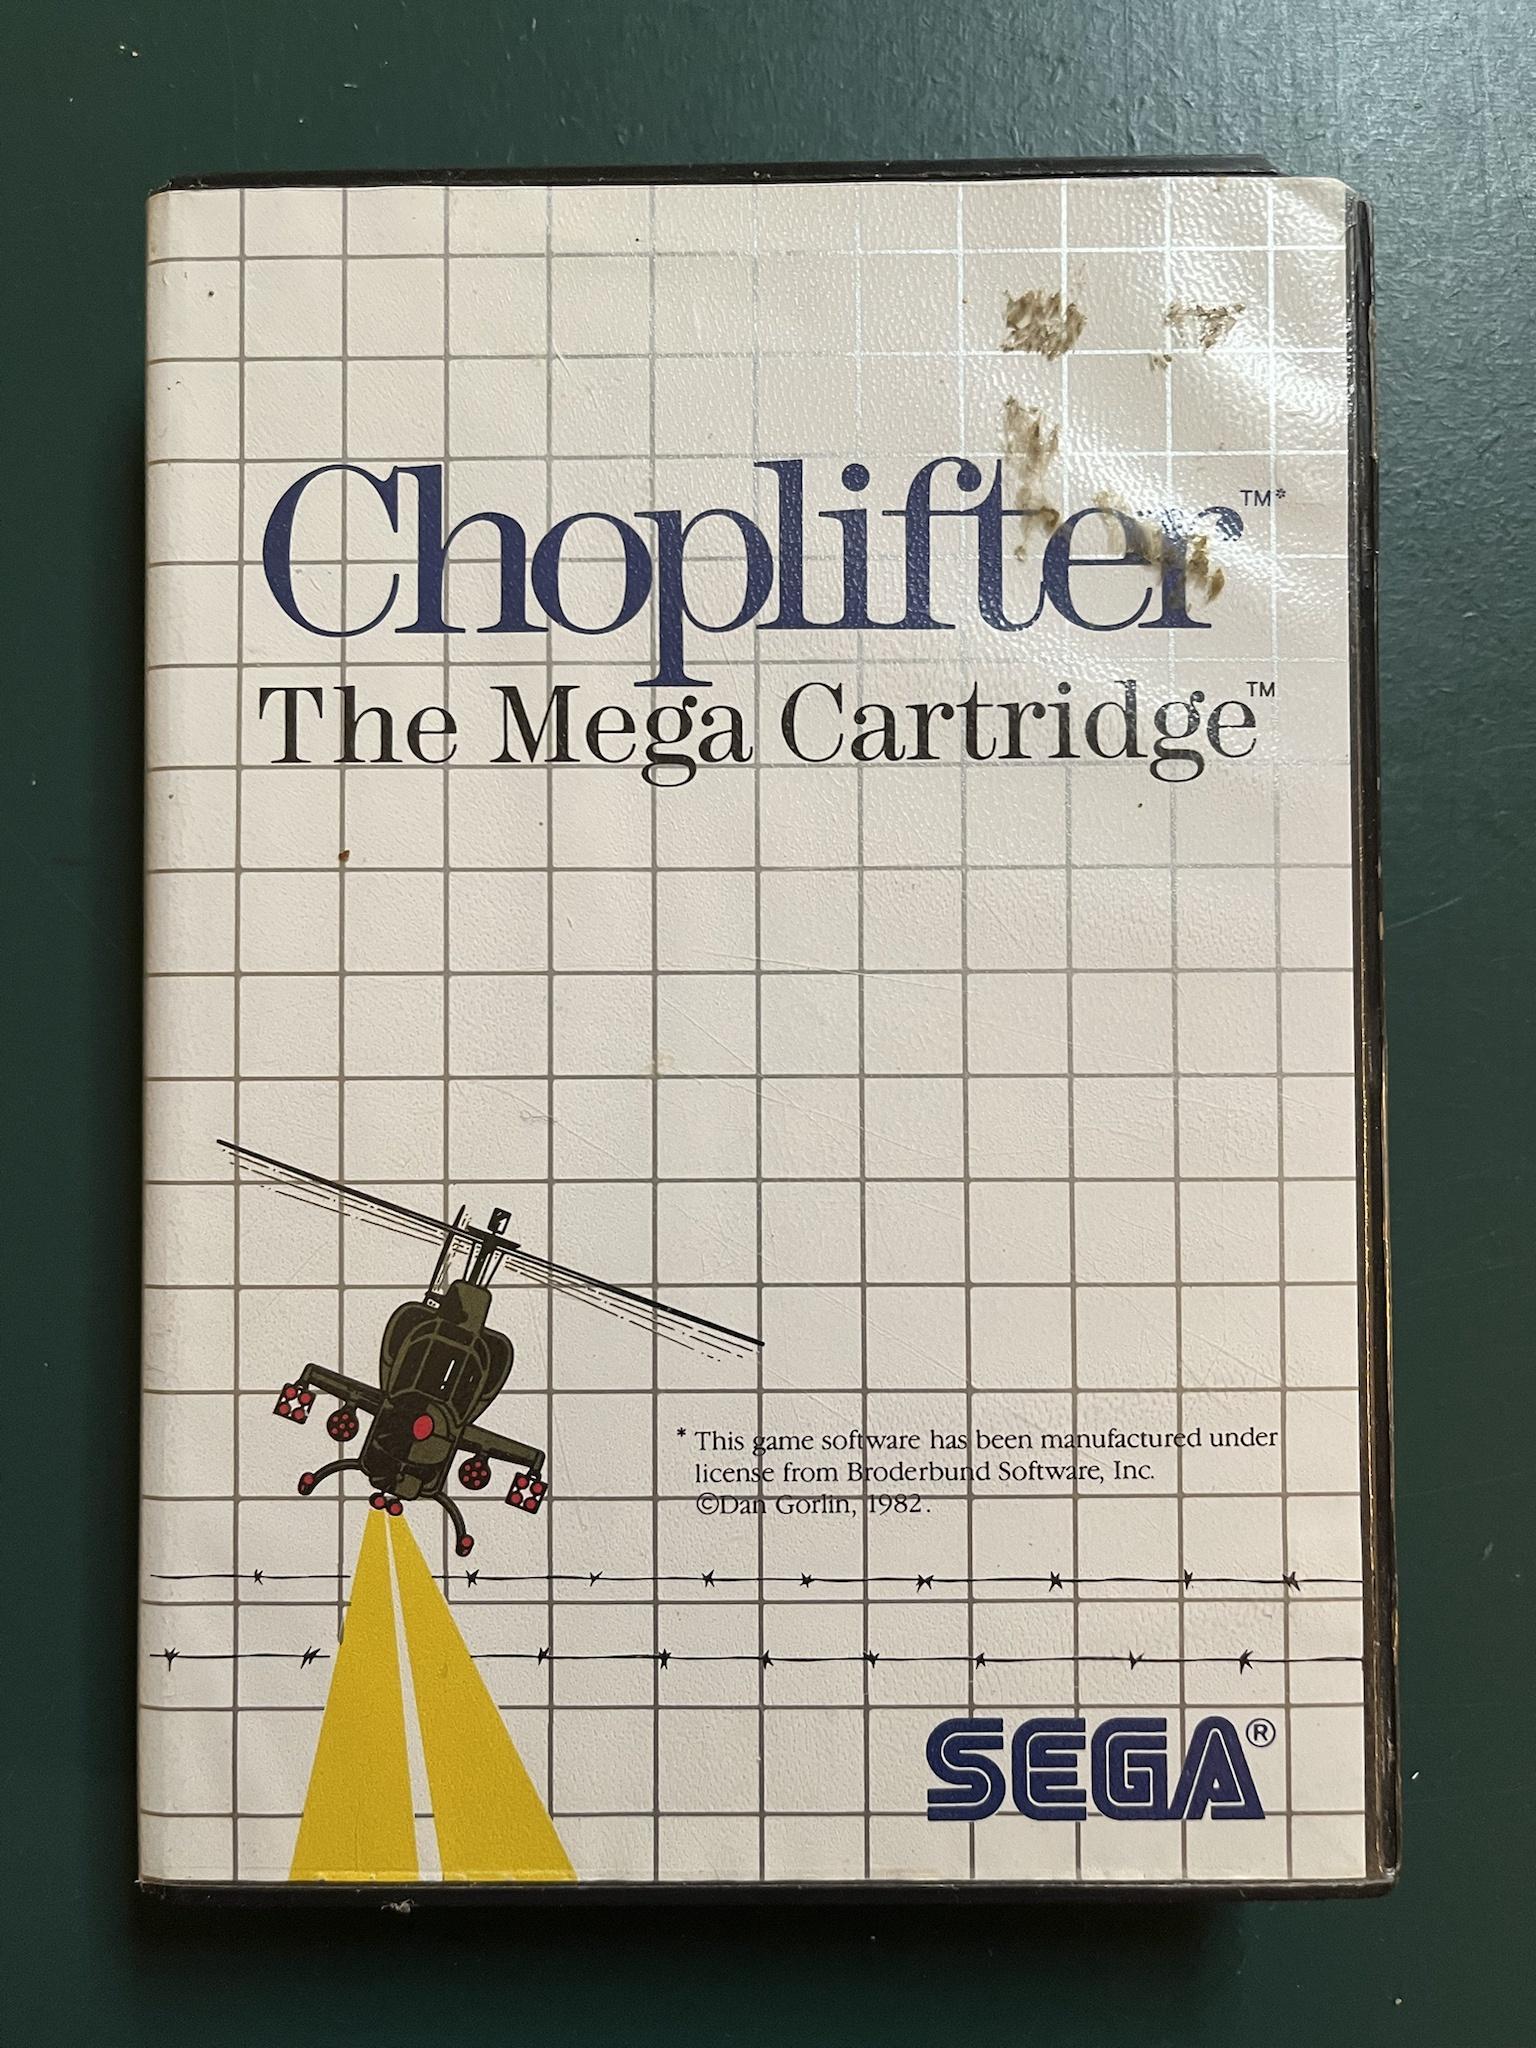 Choplifter™*
The Mega Cartridge™
* This game software has been manufactured under
license from Broderbund Software, Inc.
©Dan Gorlin, 1982.
SEGA®